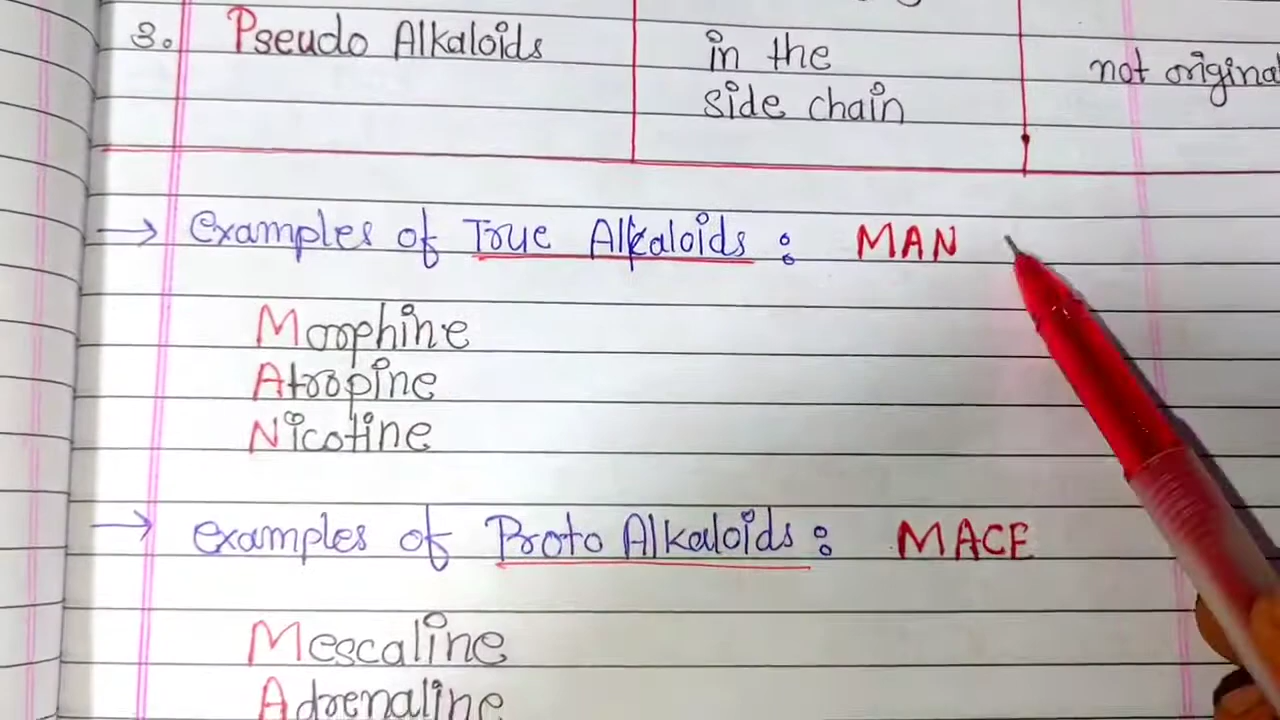 3. Pseudo Alkaloids
in the
side chain
not origina
→ Examples of True Alkaloids : MAN
Morphine
Atropine
Nicotine
→ Examples of Proto Alkaloids : MACE
Mescaline
Adrenaline